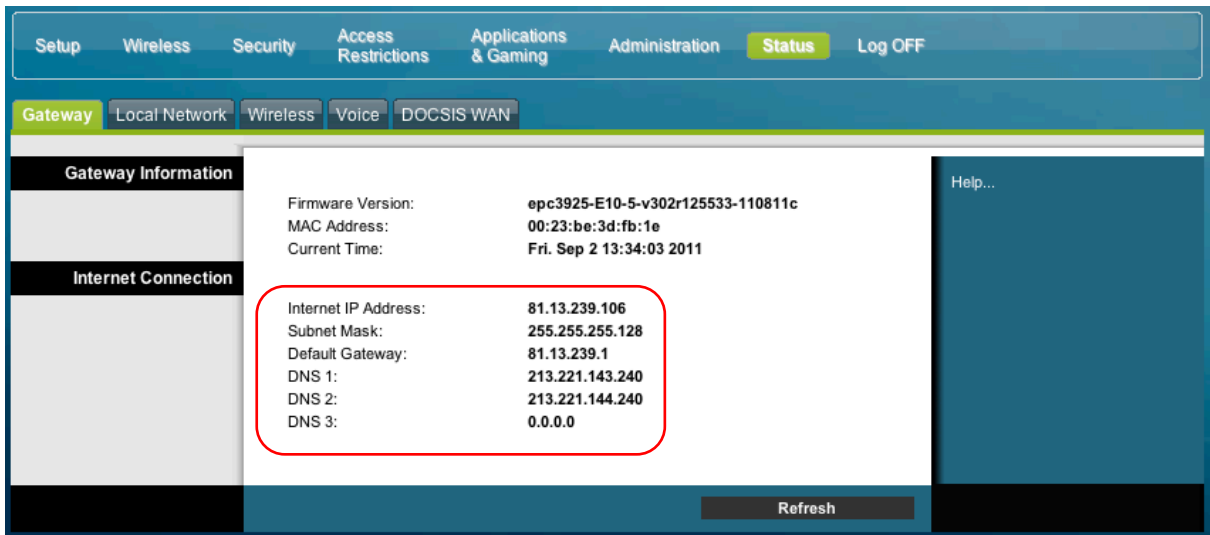 Setup Wireless Security Access Restrictions Applications & Gaming Administration Status Log OFF
Gateway Local Network Wireless Voice DOCSIS WAN
Gateway Information
Help...
Firmware Version: epc3925-E10-5-v302r125533-110811c
MAC Address: 00:23:be:3d:fb:1e
Current Time: Fri. Sep 2 13:34:03 2011
Internet Connection
Internet IP Address: 81.13.239.106
Subnet Mask: 255.255.255.128
Default Gateway: 81.13.239.1
DNS 1: 213.221.143.240
DNS 2: 213.221.144.240
DNS 3: 0.0.0.0
Refresh